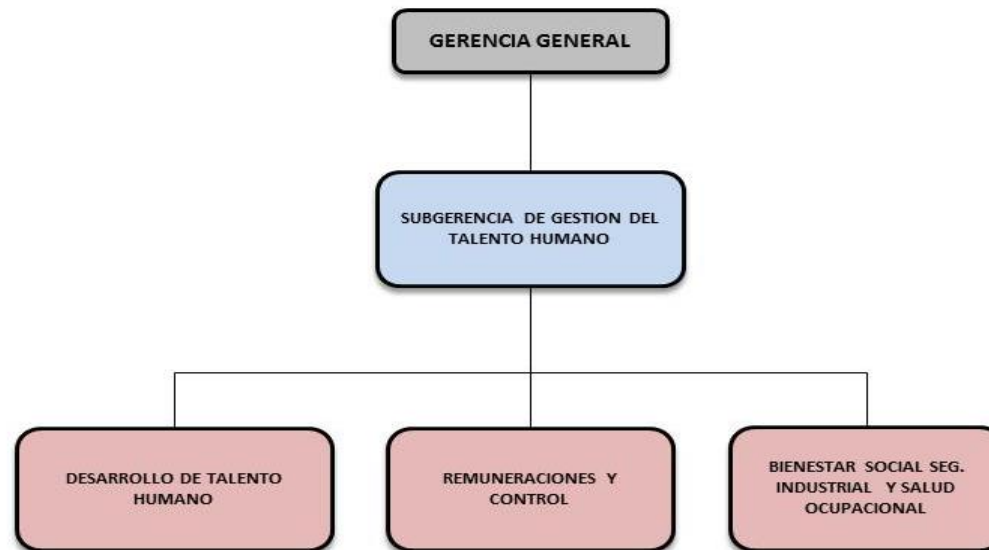 GERENCIA GENERAL
SUBGERENCIA DE GESTION DEL
TALENTO HUMANO
DESARROLLO DE TALENTO
HUMANO
REMUNERACIONES Y
CONTROL
BIENESTAR SOCIAL SEG.
INDUSTRIAL Y SALUD
OCUPACIONAL